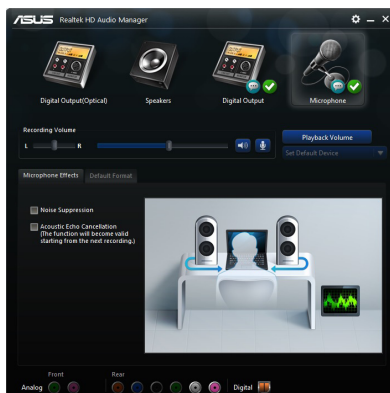 ASUS Realtek HD Audio Manager
Digital Output(Optical) Speakers Digital Output Microphone
Recording Volume
L R
Playback Volume
Set Default Device
Microphone Effects Default Format
Noise Suppression
Acoustic Echo Cancellation
(The function will become valid
starting from the next recording.)
Front Rear
Analog Digital